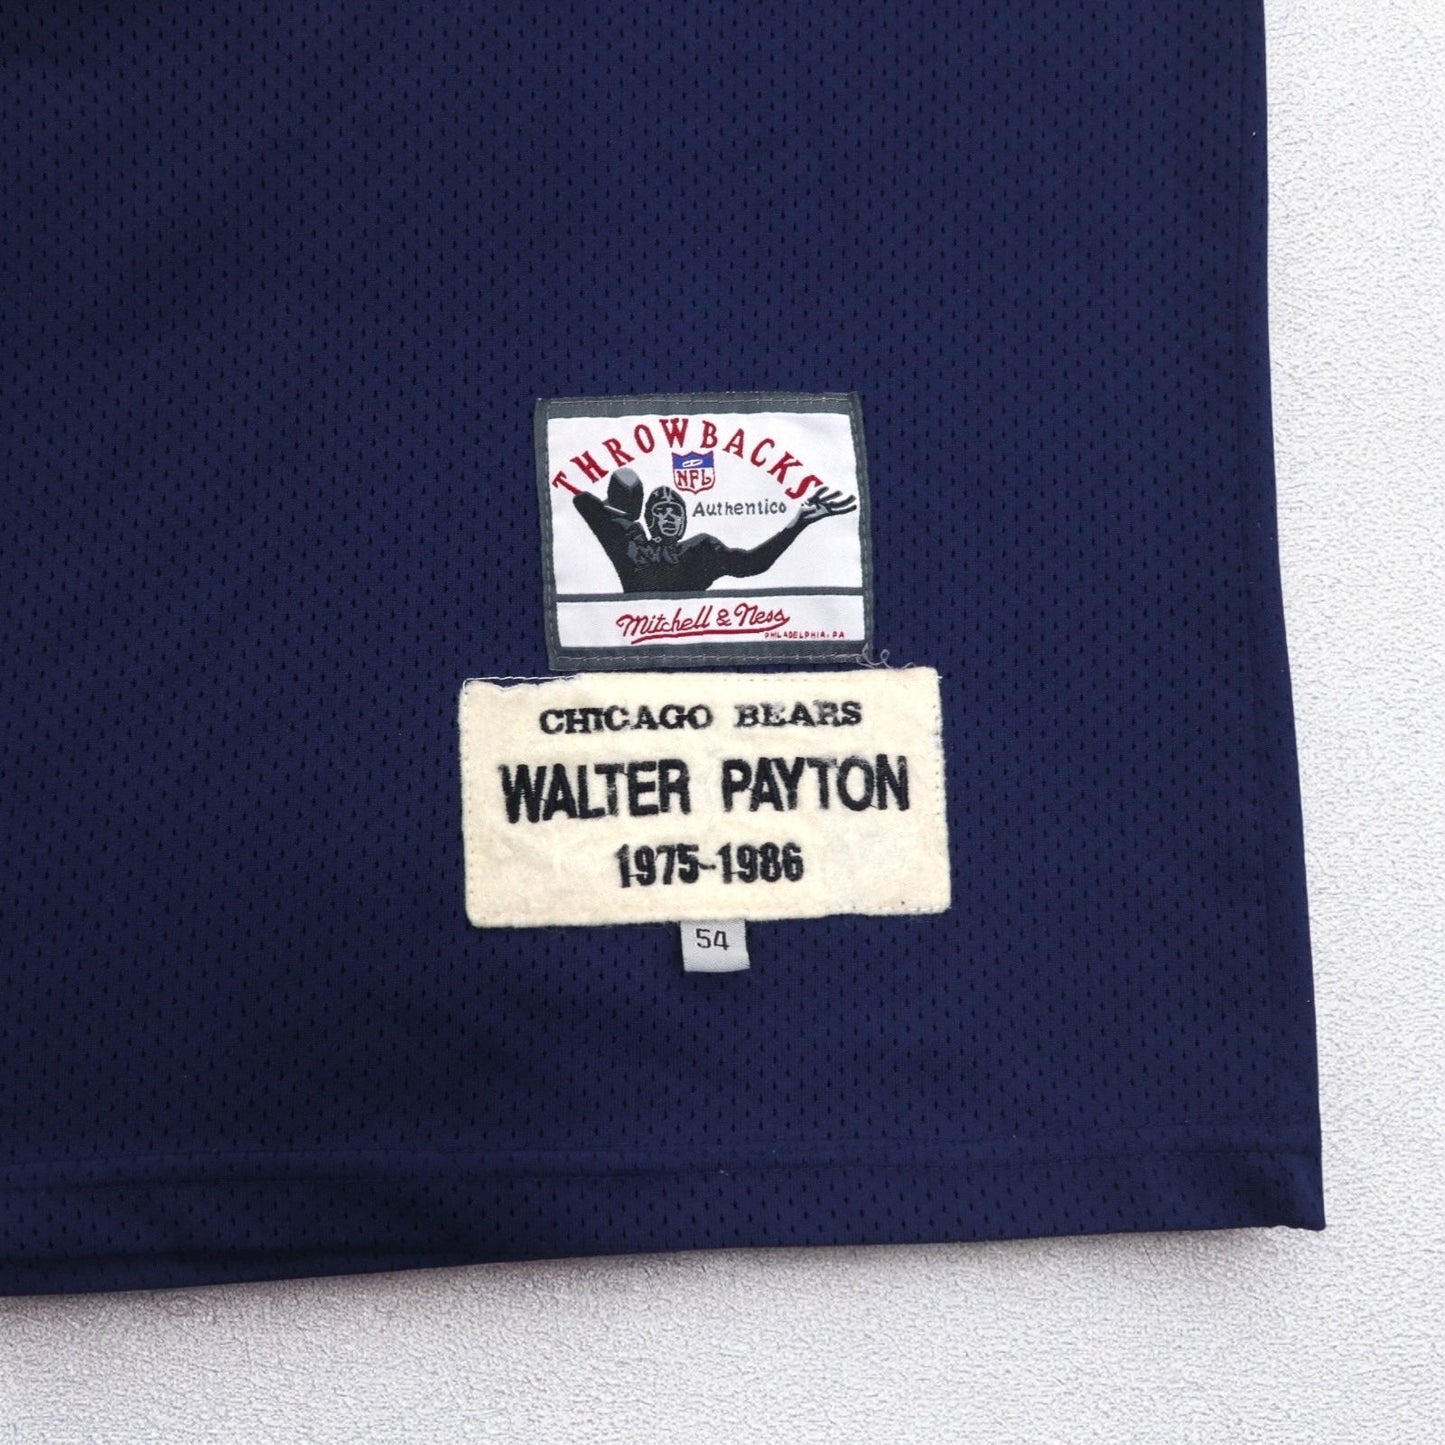 THROWBACKS
NFL
Authentico
Mitchell & Ness
PHILADELPHIA, PA
CHICAGO BEARS
WALTER PAYTON
1975-1986
54